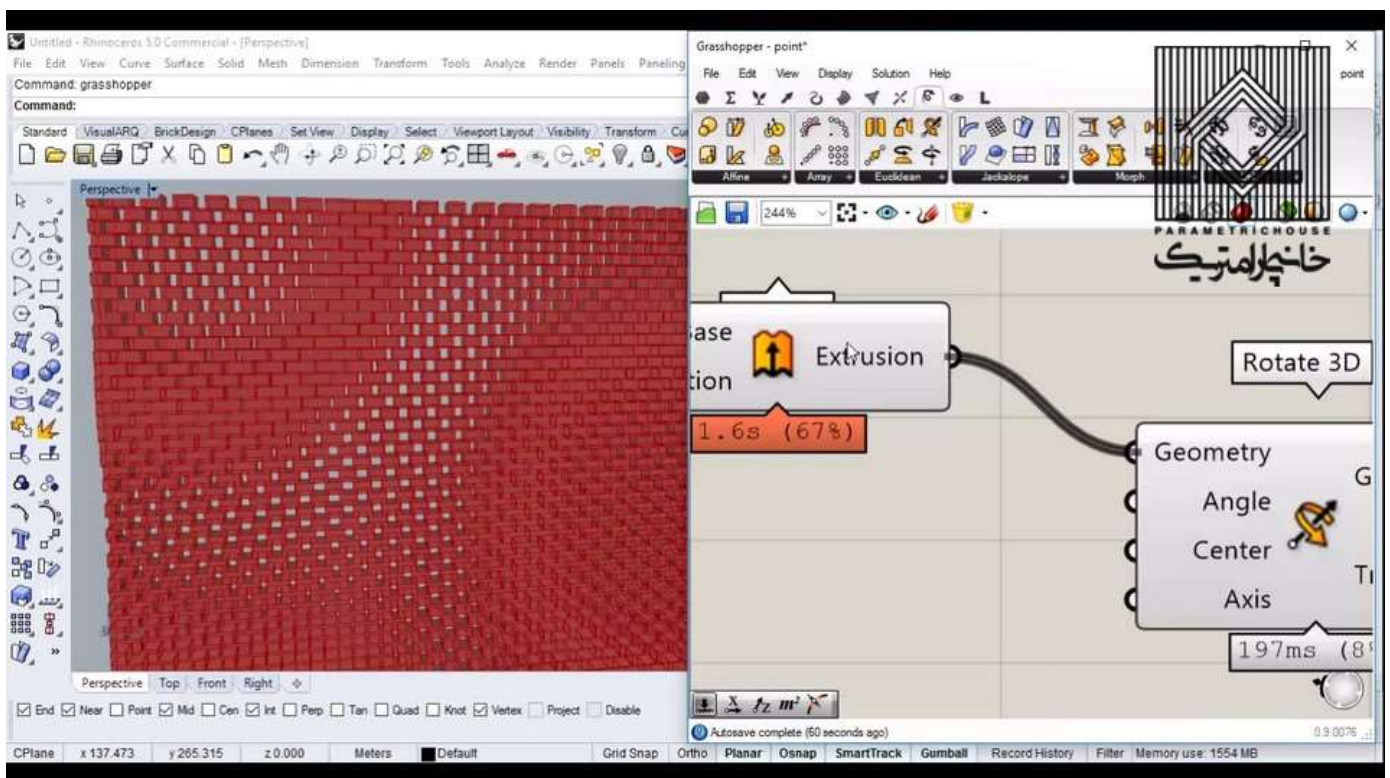 Untitled - Rhinoceros 5.0 Commercial - [Perspective]
File Edit View Curve Surface Solid Mesh Dimension Transform Tools Analyze Render Panels Paneling
Command: grasshopper
Command:
Standard VisualARQ BrickDesign CPlanes Set View Display Select Viewport Layout Visibility Transform Cu
Perspective
Perspective Top Front Right
End Near Point Mid Cen Int Perp Tan Quad Knot Vertex Project Disable
CPlane x 137.473 y 265.315 z 0.000 Meters Default Grid Snap Ortho Planar Osnap SmartTrack Gumball Record History Filter Memory use: 1554 MB
Grasshopper - point*
File Edit View Display Solution Help
point
Affine Array Euclidean Jackalope Morph
244%
PARAMETRICHOUSE
خانه پارامتریک
ase
tion
Extrusion
1.6s (67%)
Rotate 3D
Geometry
Angle
Center
Axis
G
197ms (8
Autosave complete (60 seconds ago)
0.9.0076